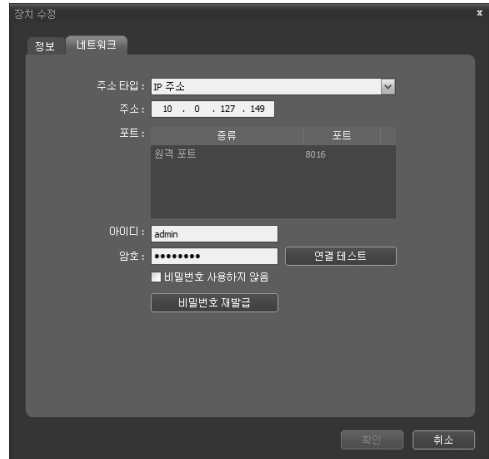 장치 수정 x
정보 네트워크
주소 타입 : IP 주소
주소 : 10 . 0 . 127 . 149
포트 : 종류 포트
원격 포트 8016
아이디 : admin
암호 : ●●●●●●●● 연결 테스트
비밀번호 사용하지 않음
비밀번호 재발급
확인 취소